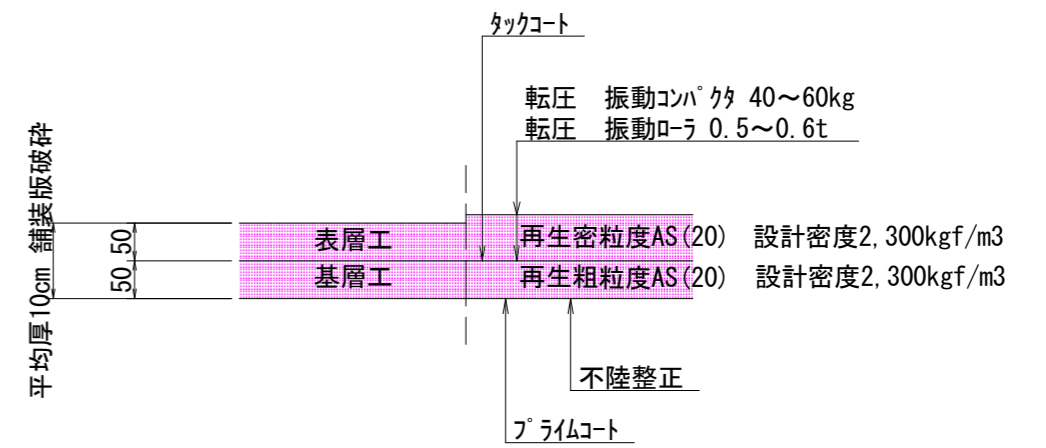 ﾀｯｸｺｰﾄ
転圧　振動ｺﾝﾊﾟｸﾀ 40～60kg
転圧　振動ﾛｰﾗ 0.5～0.6t
平均厚10cm 舗装版破砕
50
50
表層工
再生密粒度AS(20)　設計密度2,300kgf/m3
基層工
再生粗粒度AS(20)　設計密度2,300kgf/m3
不陸整正
ﾌﾟﾗｲﾑｺｰﾄ